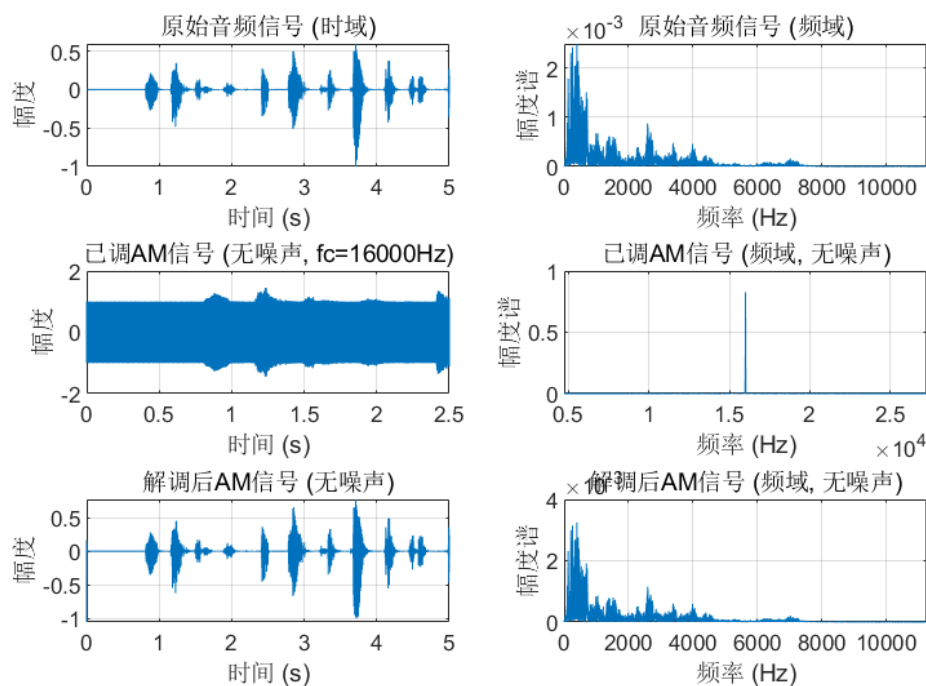 原始音频信号 (时域)
0.5
0
-0.5
-1
0 1 2 3 4 5
幅度
时间 (s)
×10⁻³ 原始音频信号 (频域)
2
1
0
0 2000 4000 6000 8000 10000
幅度谱
频率 (Hz)
已调AM信号 (无噪声, fc=16000Hz)
2
0
-2
0 0.5 1 1.5 2 2.5
幅度
时间 (s)
已调AM信号 (频域, 无噪声)
1
0.5
0
0.5 1 1.5 2 2.5
幅度谱
频率 (Hz) ×10⁴
解调后AM信号 (无噪声)
0.5
0
-0.5
-1
0 1 2 3 4 5
幅度
时间 (s)
×10⁻³ 解调后AM信号 (频域, 无噪声)
4
2
0
0 2000 4000 6000 8000 10000
幅度谱
频率 (Hz)